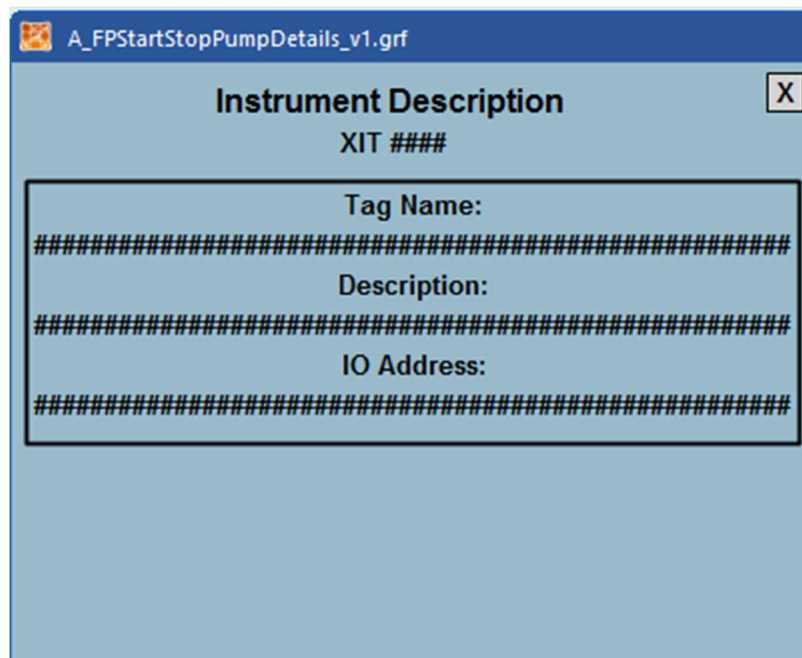 A_FPStartStopPumpDetails_v1.grf
Instrument Description
X
XIT ####
Tag Name:
######################################################
Description:
######################################################
IO Address:
######################################################